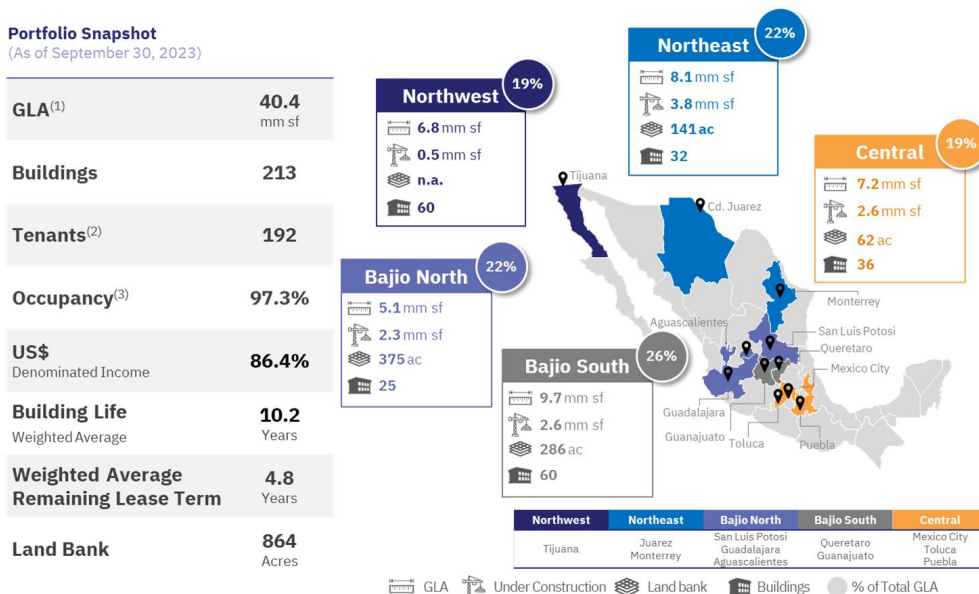 Portfolio Snapshot
(As of September 30, 2023)
GLA(1) 40.4
mm sf
Buildings 213
Tenants(2) 192
Occupancy(3) 97.3%
US$
Denominated Income 86.4%
Building Life 10.2
Weighted Average Years
Weighted Average 4.8
Remaining Lease Term Years
Land Bank 864
Acres
Northwest 19%
6.8 mm sf
0.5 mm sf
n.a.
60
Northeast 22%
8.1 mm sf
3.8 mm sf
141 ac
32
Central 19%
7.2 mm sf
2.6 mm sf
62 ac
36
Bajio North 22%
5.1 mm sf
2.3 mm sf
375 ac
25
Bajio South 26%
9.7 mm sf
2.6 mm sf
286 ac
60
Tijuana
Cd. Juarez
Monterrey
Aguascalientes
San Luis Potosi
Queretaro
Mexico City
Guadalajara
Guanajuato
Toluca
Puebla
Northwest Northeast Bajio North Bajio South Central
Tijuana Juarez Monterrey San Luis Potosi Guadalajara Aguascalientes Queretaro Guanajuato Mexico City Toluca Puebla
GLA Under Construction Land bank Buildings % of Total GLA